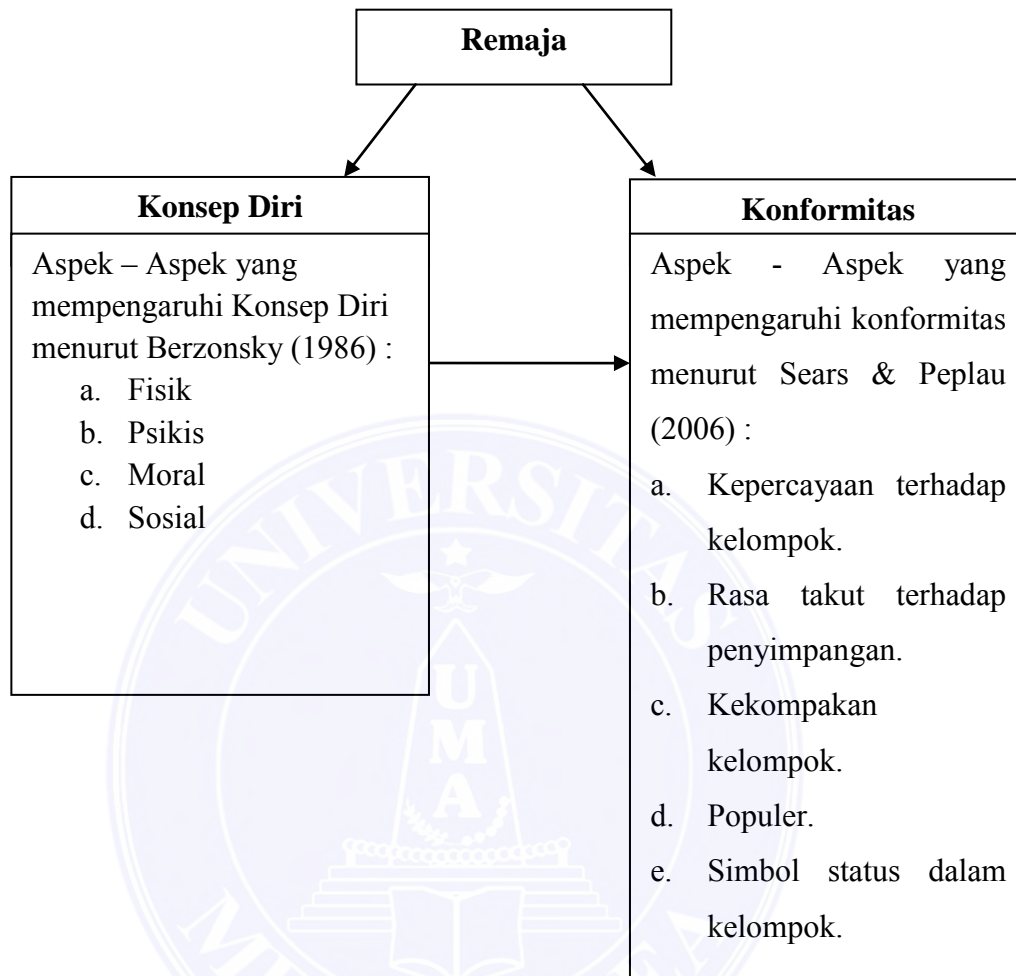 Remaja
Konsep Diri
Aspek – Aspek yang
mempengaruhi Konsep Diri
menurut Berzonsky (1986) :
a. Fisik
b. Psikis
c. Moral
d. Sosial
Konformitas
Aspek - Aspek yang
mempengaruhi konformitas
menurut Sears & Peplau
(2006) :
a. Kepercayaan terhadap
kelompok.
b. Rasa takut terhadap
penyimpangan.
c. Kekompakan
kelompok.
d. Populer.
e. Simbol status dalam
kelompok.
UNIVERSITAS
UMA